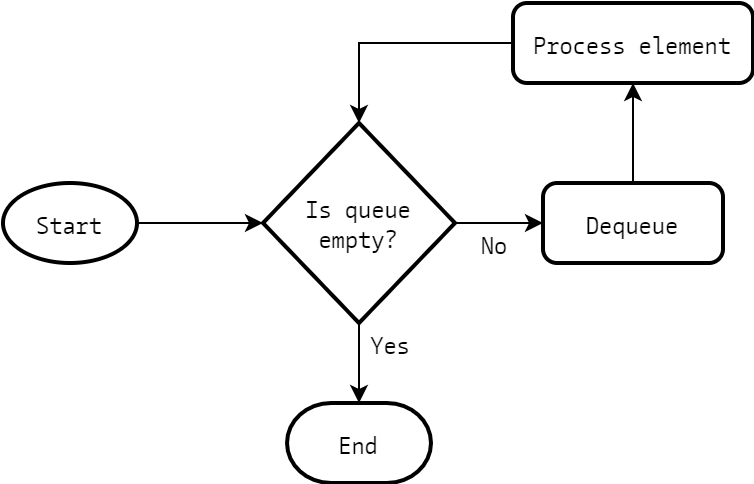 Process element
Start
Is queue
empty?
No
Dequeue
Yes
End